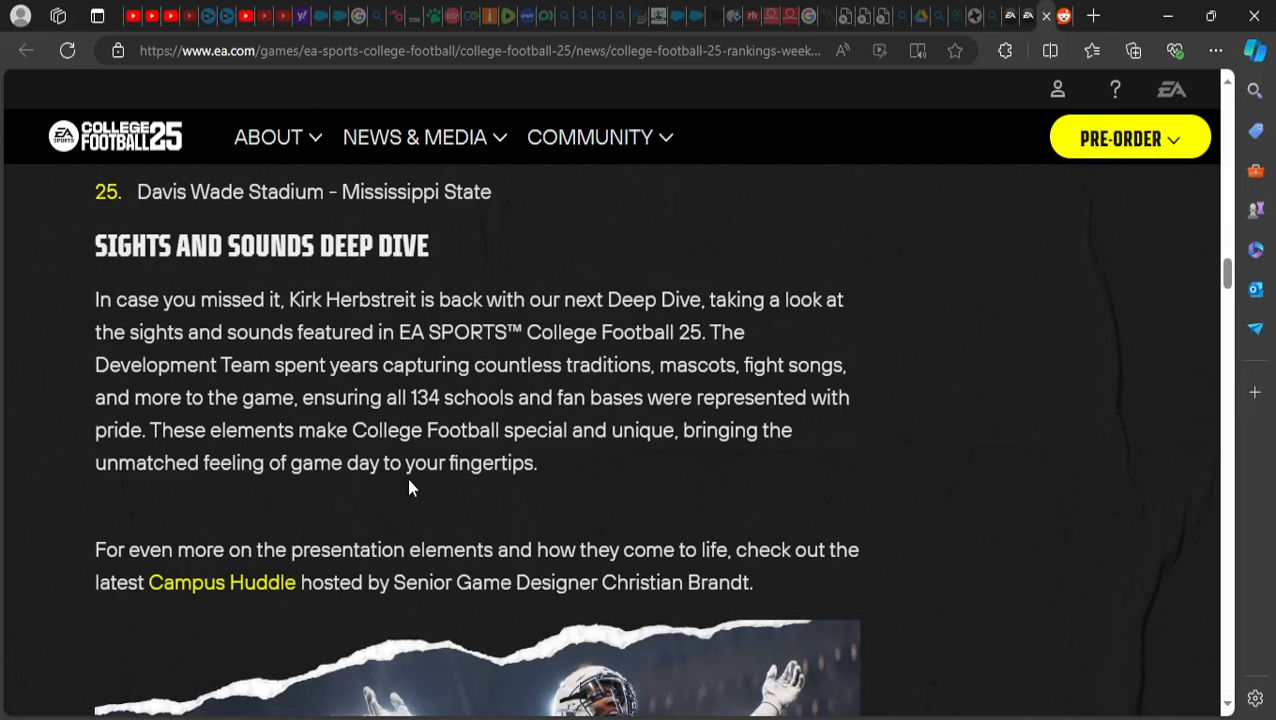 https://www.ea.com/games/ea-sports-college-football/college-football-25/news/college-football-25-rankings-week...
EA SPORTS COLLEGE FOOTBALL 25
ABOUT
NEWS & MEDIA
COMMUNITY
PRE-ORDER
25. Davis Wade Stadium - Mississippi State
SIGHTS AND SOUNDS DEEP DIVE
In case you missed it, Kirk Herbstreit is back with our next Deep Dive, taking a look at
the sights and sounds featured in EA SPORTS™ College Football 25. The
Development Team spent years capturing countless traditions, mascots, fight songs,
and more to the game, ensuring all 134 schools and fan bases were represented with
pride. These elements make College Football special and unique, bringing the
unmatched feeling of game day to your fingertips.
For even more on the presentation elements and how they come to life, check out the
latest Campus Huddle hosted by Senior Game Designer Christian Brandt.